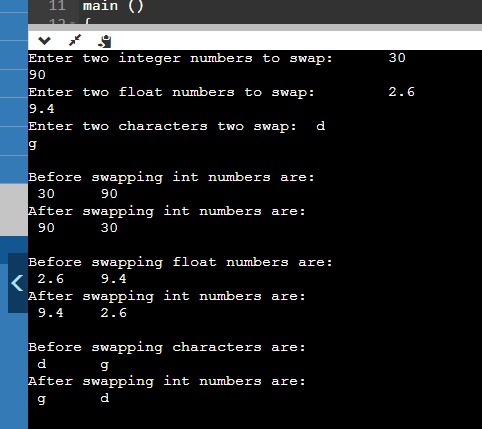 11 main ()
12 {
Enter two integer numbers to swap: 30
90
Enter two float numbers to swap: 2.6
9.4
Enter two characters two swap: d
g
Before swapping int numbers are:
30 90
After swapping int numbers are:
90 30
Before swapping float numbers are:
2.6 9.4
After swapping int numbers are:
9.4 2.6
Before swapping characters are:
d g
After swapping int numbers are:
g d